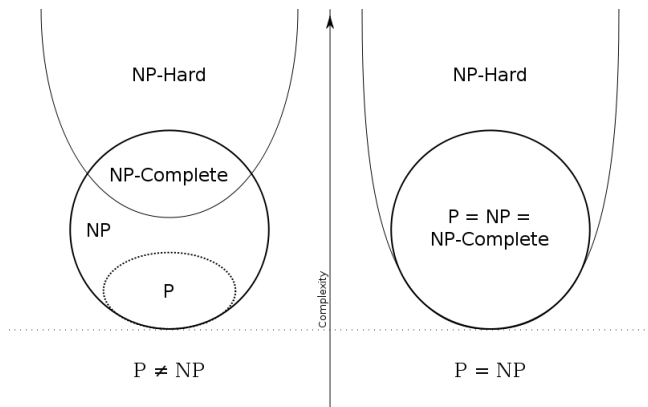 NP-Hard
NP-Complete
NP
P
P ≠ NP
Complexity
NP-Hard
P = NP =
NP-Complete
P = NP